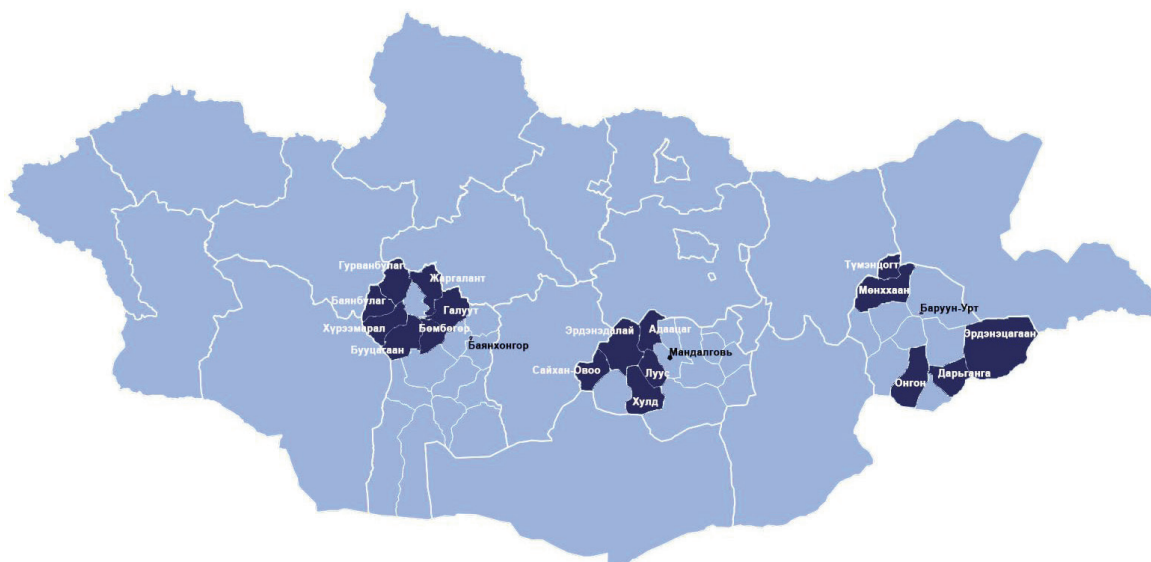 Гурванбулаг
Жаргалант
Баянбулаг
Галуут
Хүрээмарал
Бөмбөгөр
Бууцагаан
Баянхонгор
Эрдэнэдалай
Адаацаг
Мандалговь
Сайхан-Овоо
Луус
Хулд
Түмэнцогт
Мөнххаан
Баруун-Урт
Эрдэнэцагаан
Дарьганга
Онгон